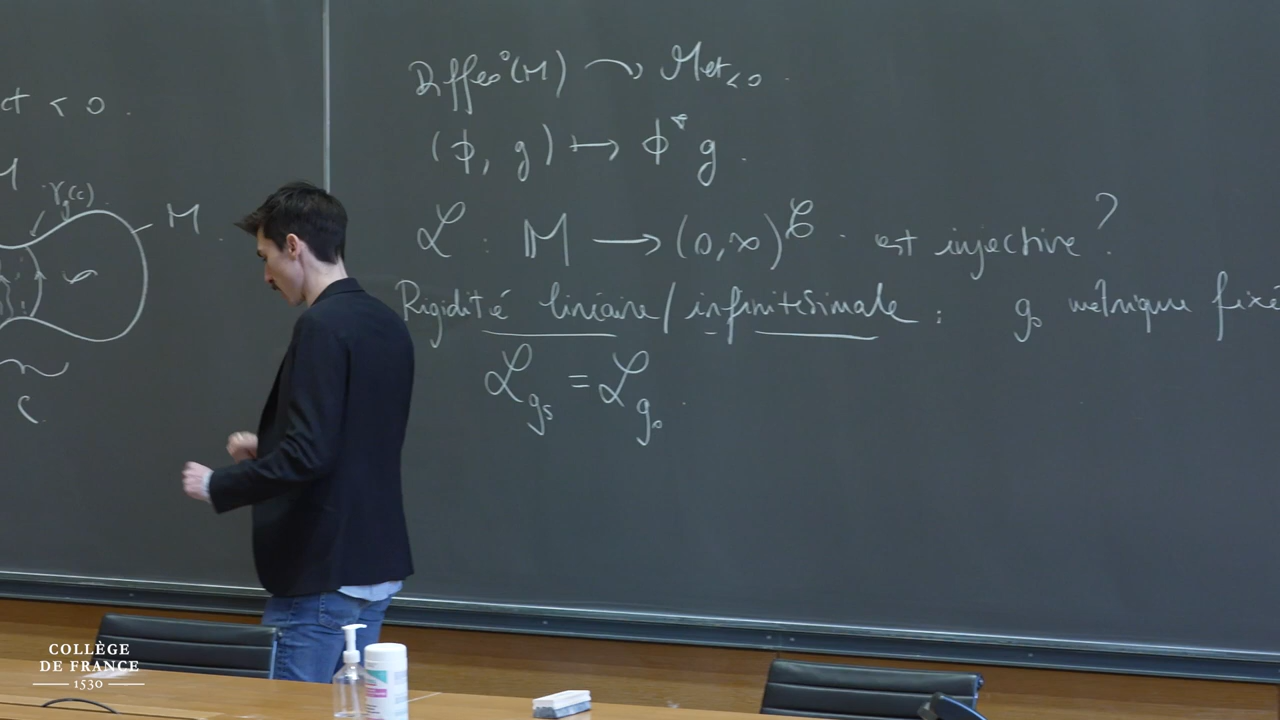 ct < 0 .
M
γ_g(c)
M .
c
Diffeo°(M) ↷ Met_{<0} .
(ϕ, g) ↦ ϕ*g .
ℒ : 𝕄 ⟶ (0,∞)^𝒞 . est injective ?
Rigidité linéaire / infinitésimale : g₀ métrique fixé
ℒ_{g_s} = ℒ_{g₀} .
COLLÈGE
DE FRANCE
1530